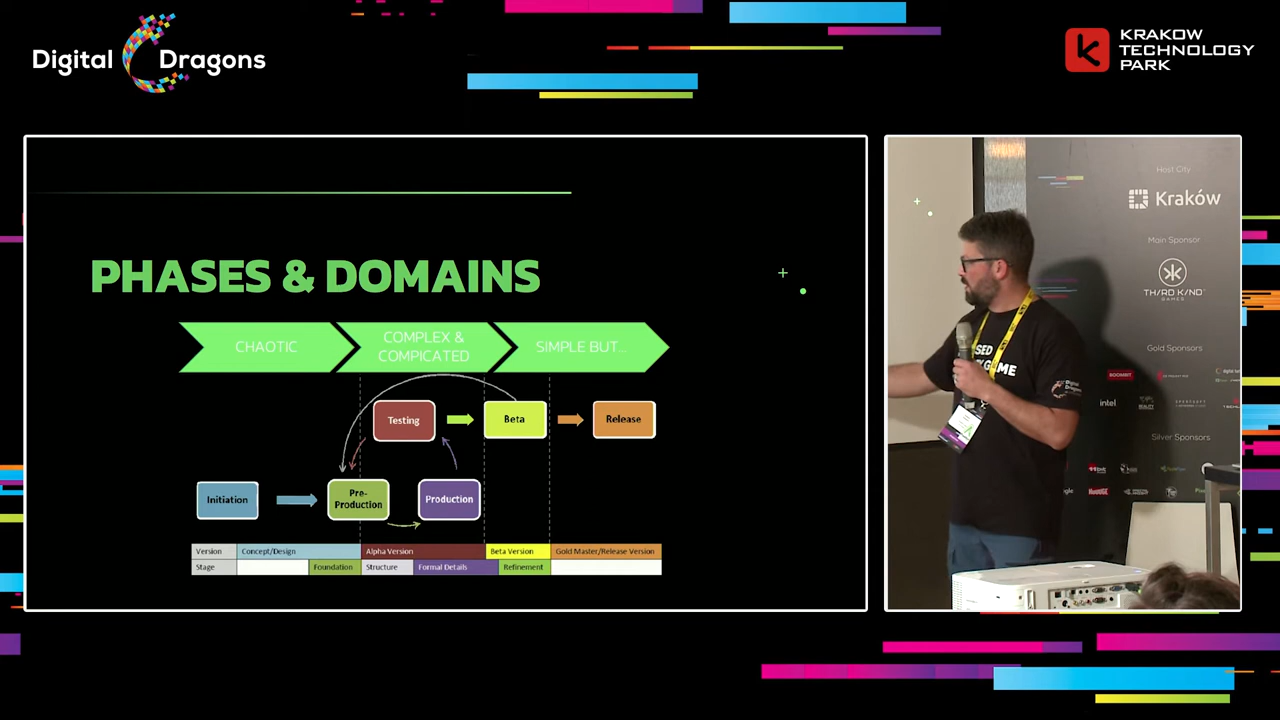 Digital Dragons
KRAKOW
TECHNOLOGY
PARK
PHASES & DOMAINS
CHAOTIC
COMPLEX &
COMPICATED
SIMPLE BUT...
Testing
Beta
Release
Initiation
Pre-
Production
Production
Version
Concept/Design
Alpha Version
Beta Version
Gold Master/Release Version
Stage
Foundation
Structure
Formal Details
Refinement
Host City
Kraków
Main Sponsor
TH/RD K/ND
GAMES
Gold Sponsors
intel
Silver Sponsors